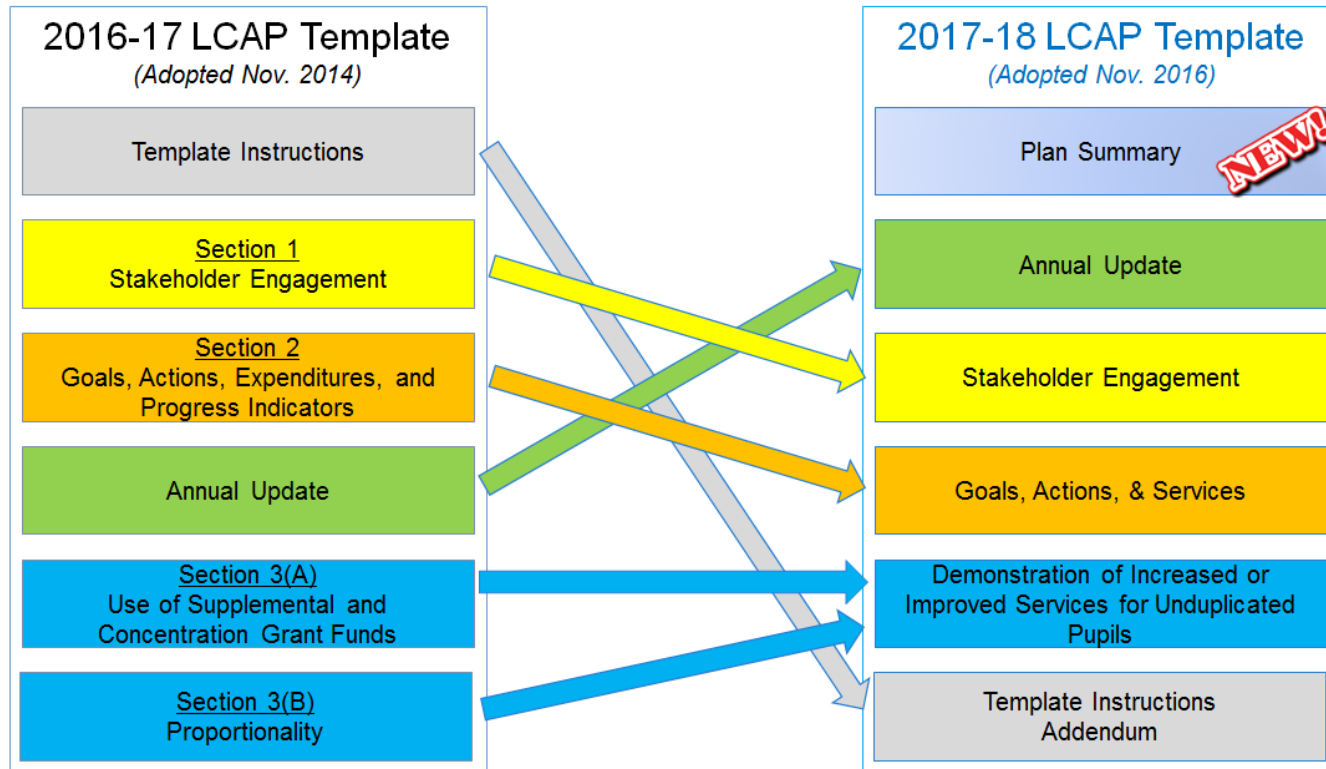 2016-17 LCAP Template
(Adopted Nov. 2014)
Template Instructions
Section 1
Stakeholder Engagement
Section 2
Goals, Actions, Expenditures, and
Progress Indicators
Annual Update
Section 3(A)
Use of Supplemental and
Concentration Grant Funds
Section 3(B)
Proportionality
2017-18 LCAP Template
(Adopted Nov. 2016)
Plan Summary
NEW!
Annual Update
Stakeholder Engagement
Goals, Actions, & Services
Demonstration of Increased or
Improved Services for Unduplicated
Pupils
Template Instructions
Addendum